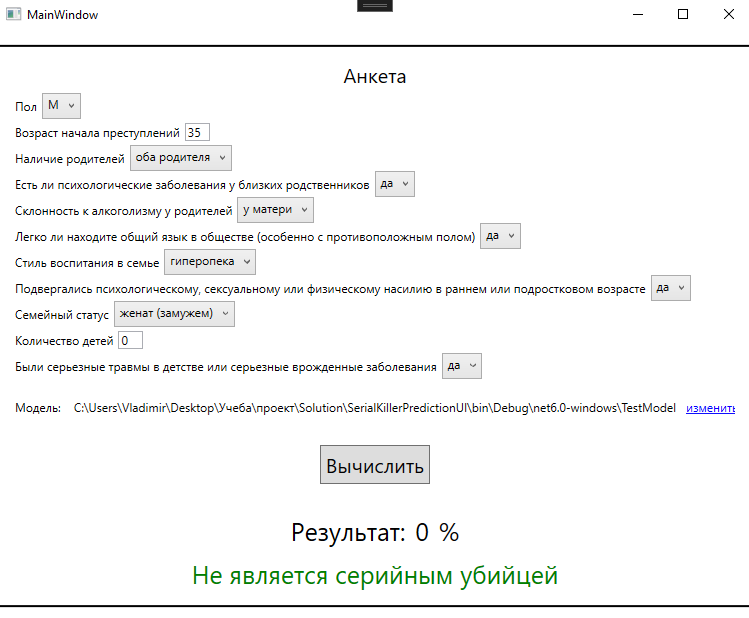 MainWindow
Анкета
Пол М
Возраст начала преступлений 35
Наличие родителей оба родителя
Есть ли психологические заболевания у близких родственников да
Склонность к алкоголизму у родителей у матери
Легко ли находите общий язык в обществе (особенно с противоположным полом) да
Стиль воспитания в семье гиперопека
Подвергались психологическому, сексуальному или физическому насилию в раннем или подростковом возрасте да
Семейный статус женат (замужем)
Количество детей 0
Были серьезные травмы в детстве или серьезные врожденные заболевания да
Модель: C:\Users\Vladimir\Desktop\Учеба\проект\Solution\SerialKillerPredictionUI\bin\Debug\net6.0-windows\TestModel изменить
Вычислить
Результат: 0 %
Не является серийным убийцей